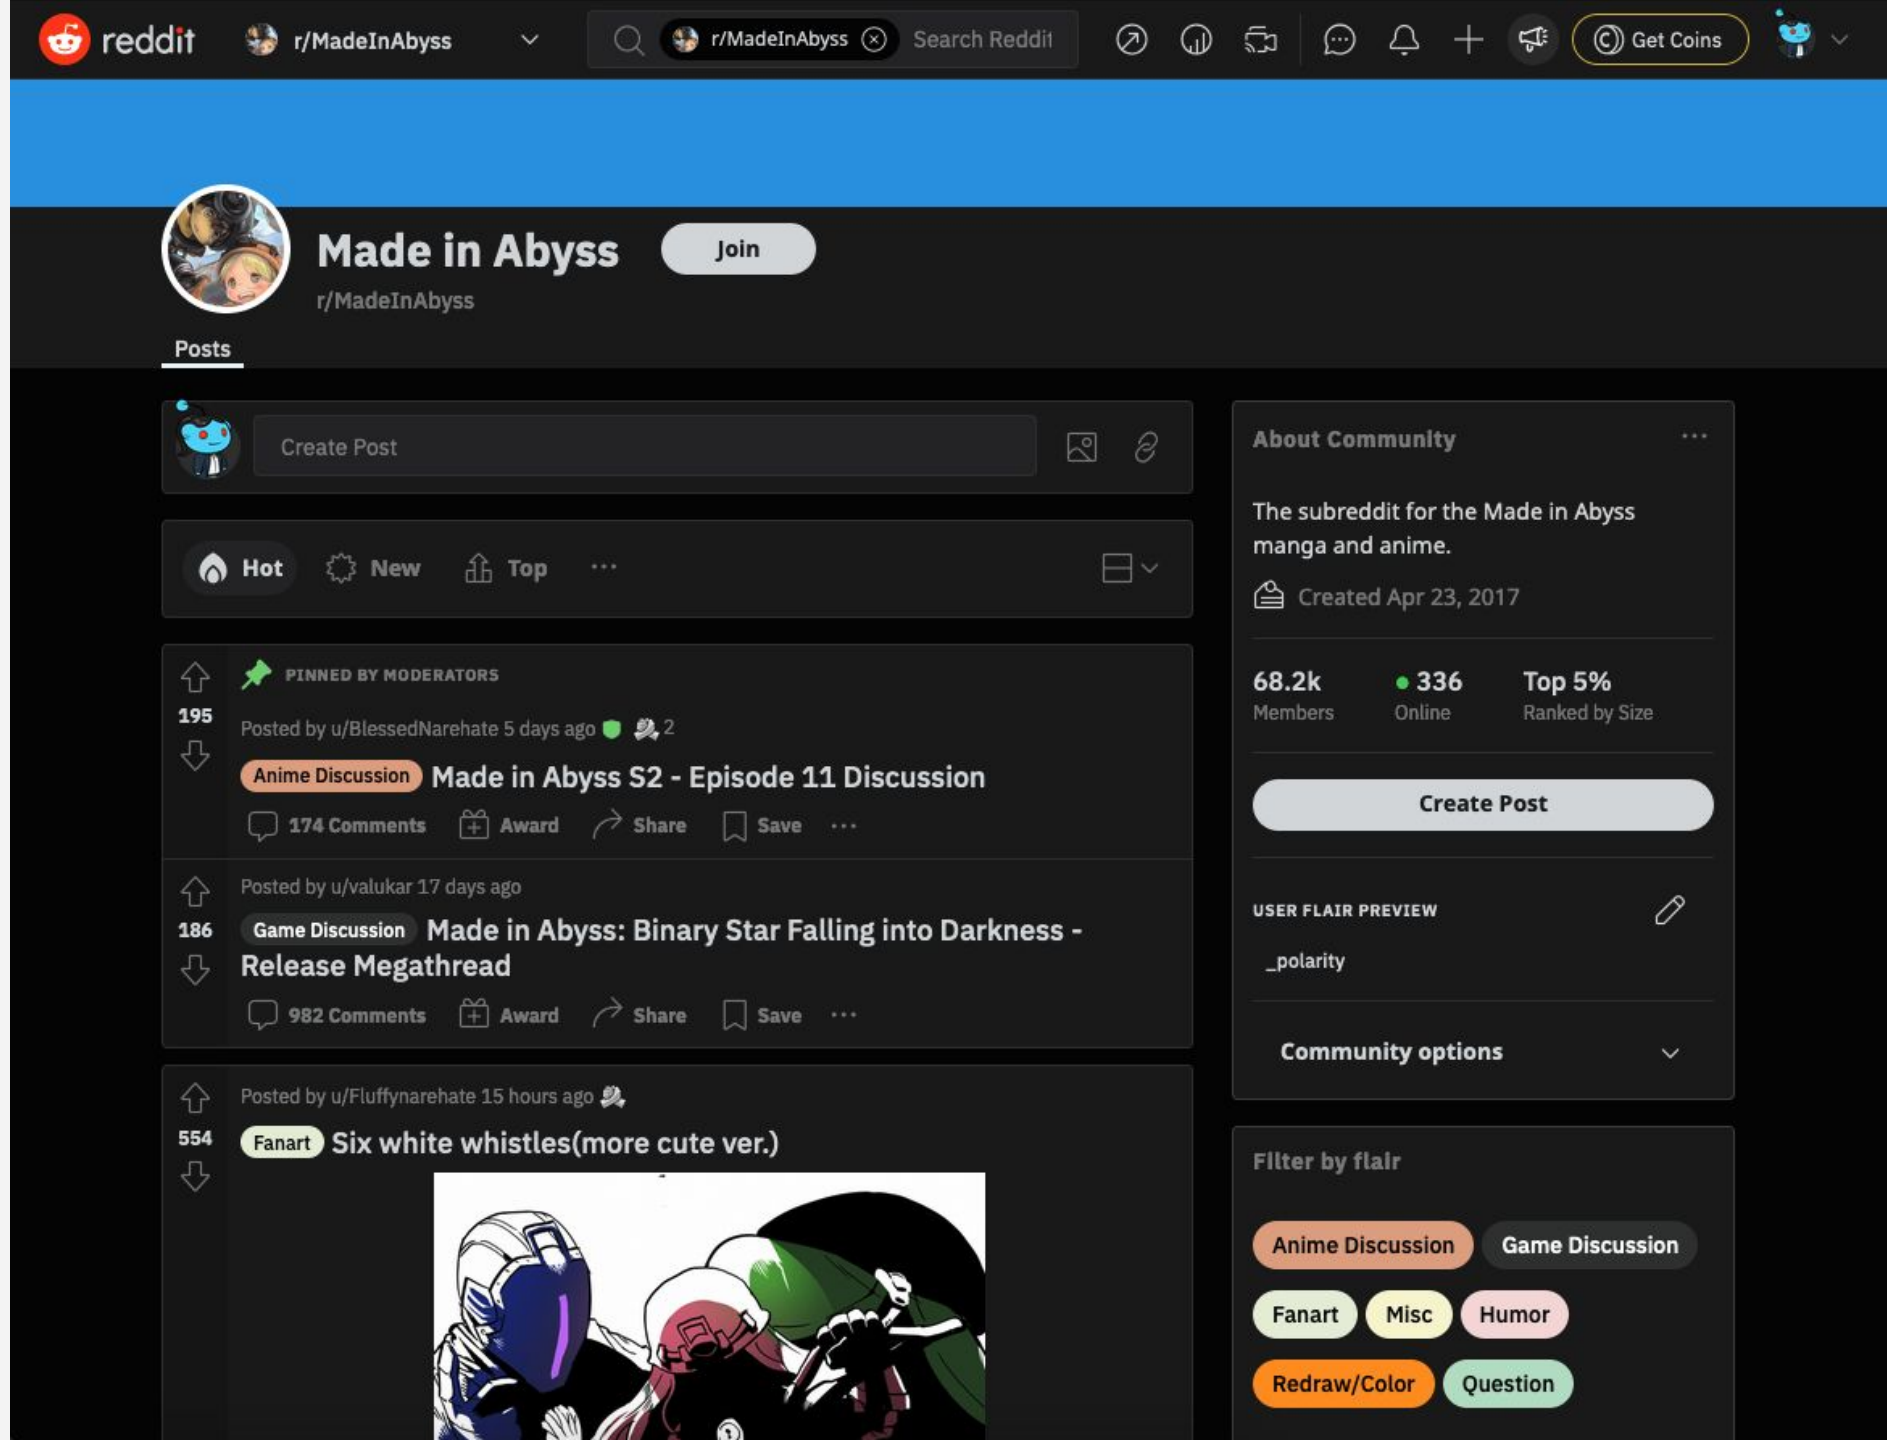 reddit
r/MadeInAbyss
r/MadeInAbyss
Search Reddit
Get Coins
Made in Abyss
Join
r/MadeInAbyss
Posts
Create Post
Hot
New
Top
PINNED BY MODERATORS
195
Posted by u/BlessedNarehate 5 days ago
2
Anime Discussion Made in Abyss S2 - Episode 11 Discussion
174 Comments
Award
Share
Save
Posted by u/valukar 17 days ago
186
Game Discussion Made in Abyss: Binary Star Falling into Darkness -
Release Megathread
982 Comments
Award
Share
Save
Posted by u/Fluffynarehate 15 hours ago
554
Fanart Six white whistles(more cute ver.)
About Community
The subreddit for the Made in Abyss
manga and anime.
Created Apr 23, 2017
68.2k
Members
336
Online
Top 5%
Ranked by Size
Create Post
USER FLAIR PREVIEW
_polarity
Community options
Filter by flair
Anime Discussion
Game Discussion
Fanart
Misc
Humor
Redraw/Color
Question